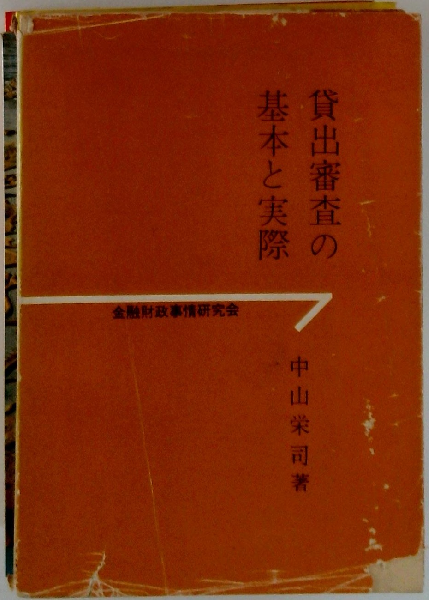 貸出審査の
基本と実際
金融財政事情研究会
中山栄司著